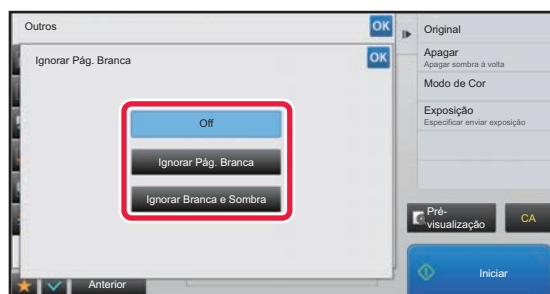 Outros
OK
Ignorar Pág. Branca
OK
Off
Ignorar Pág. Branca
Ignorar Branca e Sombra
Anterior
Original
Apagar
Apagar sombra à volta
Modo de Cor
Exposição
Especificar enviar exposição
Pré-
visualização
CA
Iniciar